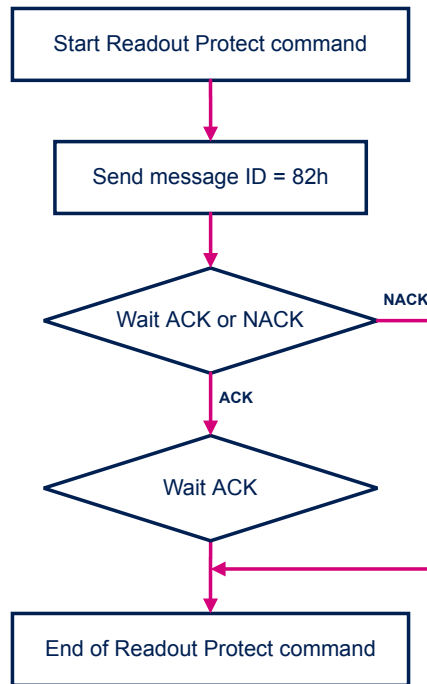 Start Readout Protect command
Send message ID = 82h
Wait ACK or NACK
NACK
ACK
Wait ACK
End of Readout Protect command